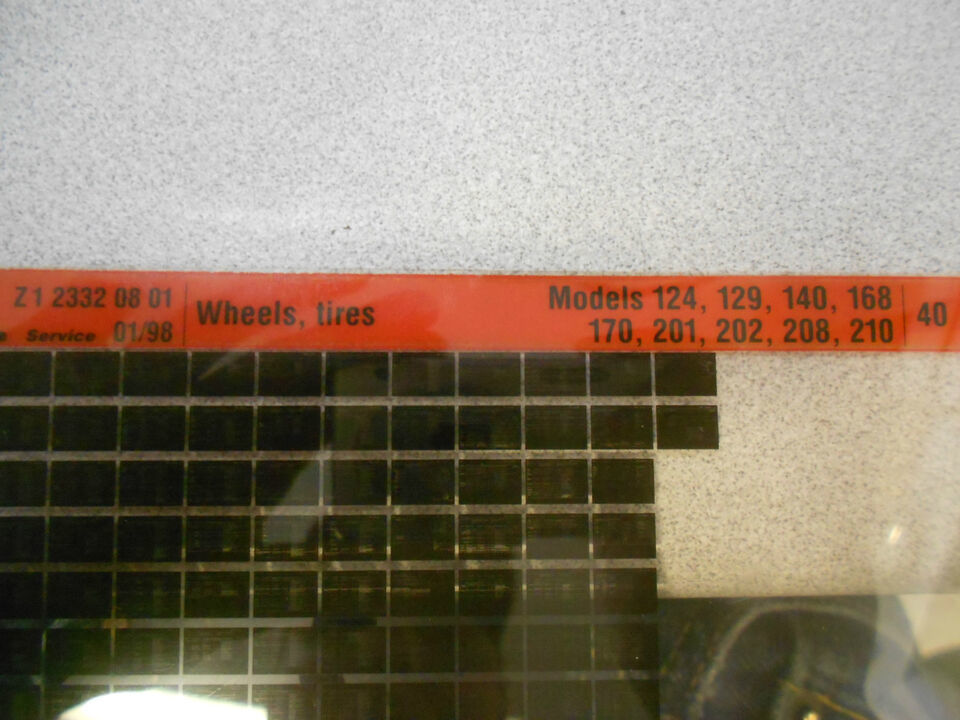 Z 1 2332 08 01
Service 01/98
Wheels, tires
Models 124, 129, 140, 168
170, 201, 202, 208, 210
40